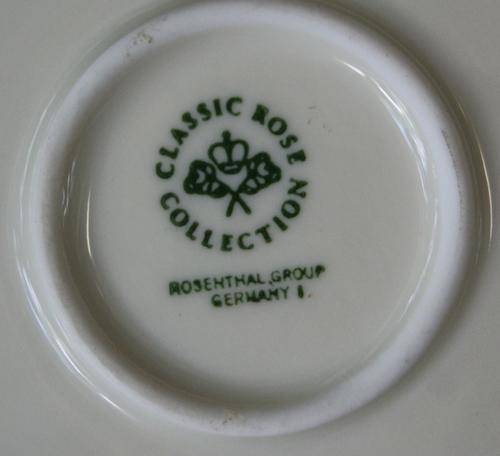 CLASSIC ROSE
COLLECTION
ROSENTHAL GROUP
GERMANY